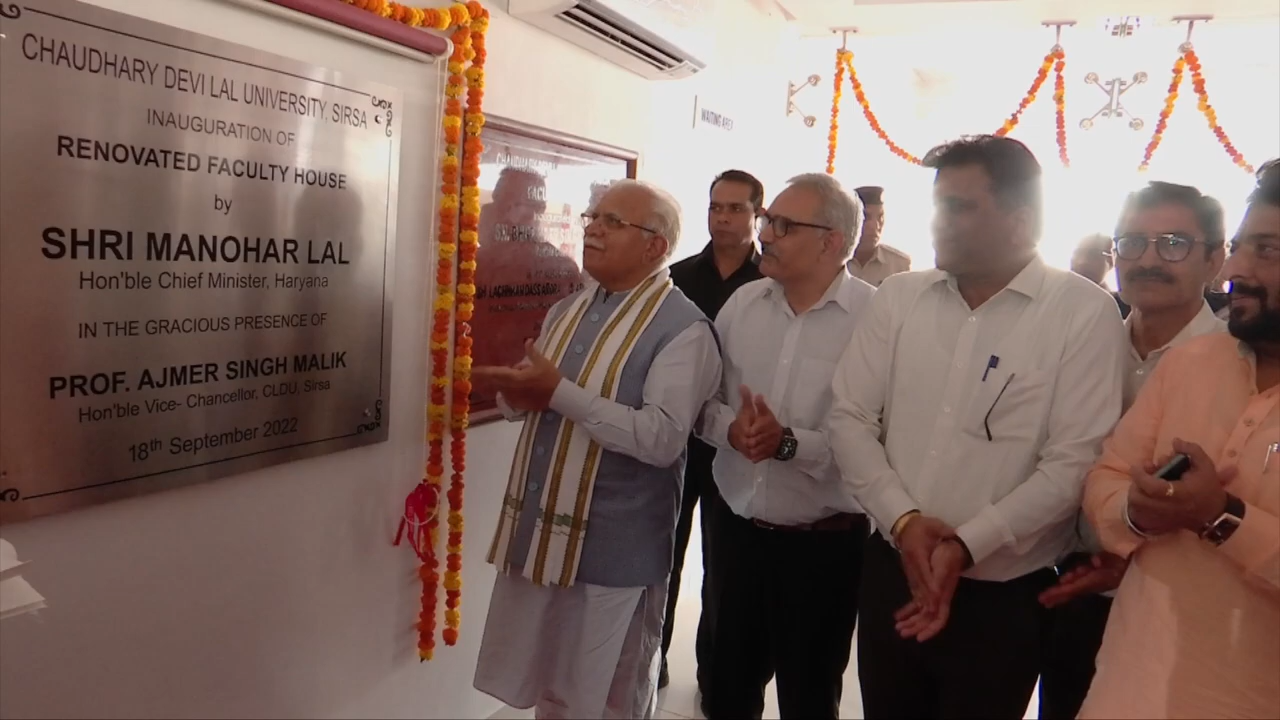 CHAUDHARY DEVI LAL UNIVERSITY, SIRSA
INAUGURATION OF
RENOVATED FACULTY HOUSE
by
SHRI MANOHAR LAL
Hon'ble Chief Minister, Haryana
IN THE GRACIOUS PRESENCE OF
PROF. AJMER SINGH MALIK
Hon'ble Vice- Chancellor, CLDU, Sirsa
18th September 2022
WAITING AREA